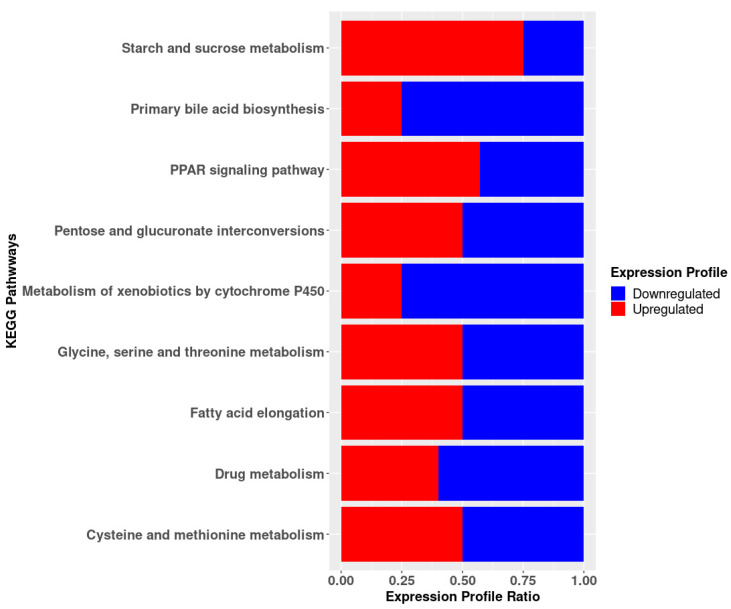 Starch and sucrose metabolism
Primary bile acid biosynthesis
PPAR signaling pathway
Pentose and glucuronate interconversions
Metabolism of xenobiotics by cytochrome P450
Glycine, serine and threonine metabolism
Fatty acid elongation
Drug metabolism
Cysteine and methionine metabolism
KEGG Pathwways
0.00 0.25 0.50 0.75 1.00
Expression Profile Ratio
Expression Profile
Downregulated
Upregulated